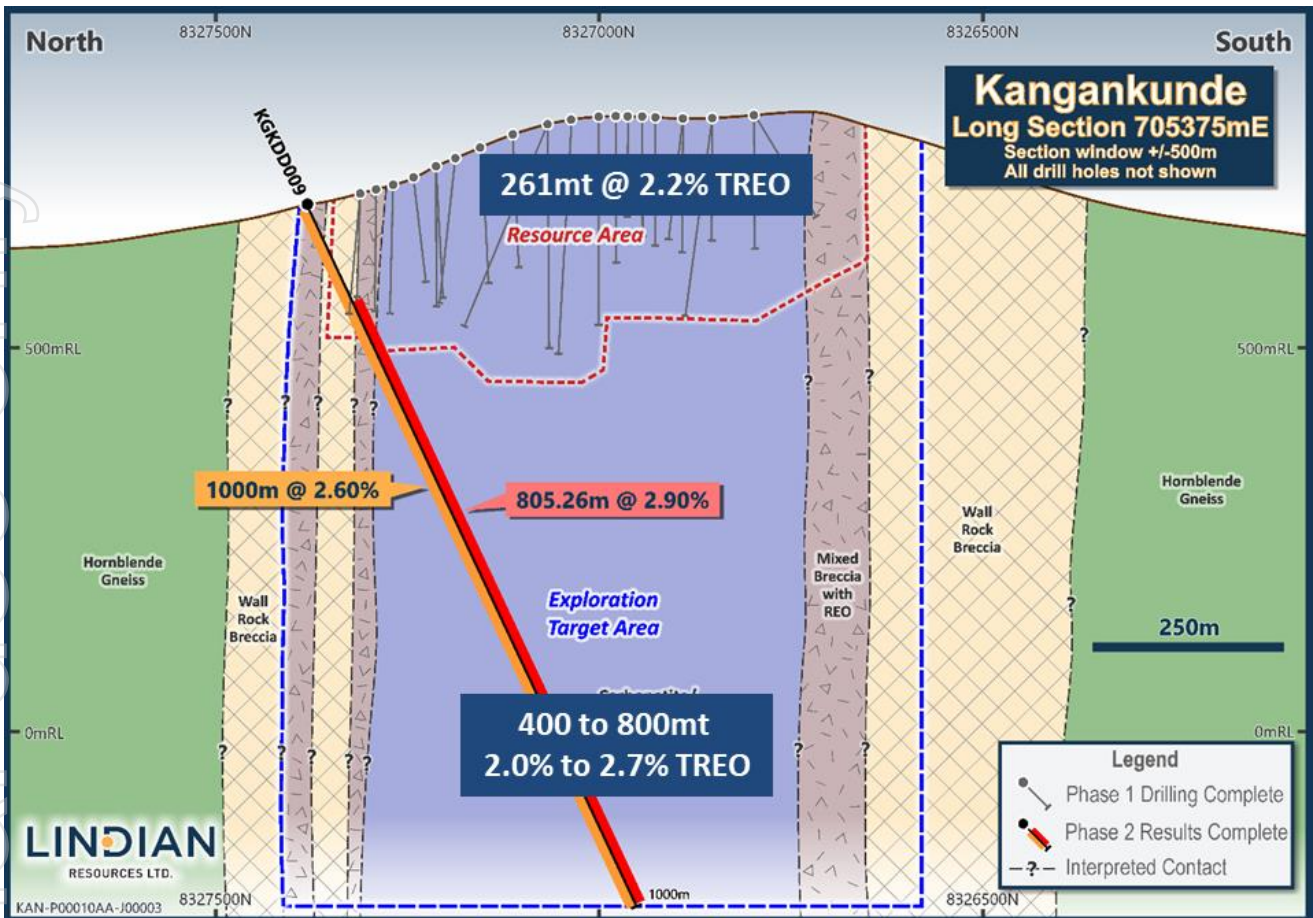 North
8327500N
8327000N
8326500N
South
Kangankunde
Long Section 705375mE
Section window +/-500m
All drill holes not shown
KGKDD009
261mt @ 2.2% TREO
Resource Area
500mRL
500mRL
1000m @ 2.60%
805.26m @ 2.90%
Hornblende
Gneiss
Wall
Rock
Breccia
Exploration
Target Area
Mixed
Breccia
with
REO
Wall
Rock
Breccia
Hornblende
Gneiss
250m
400 to 800mt
2.0% to 2.7% TREO
0mRL
0mRL
Legend
Phase 1 Drilling Complete
Phase 2 Results Complete
-?- Interpreted Contact
LINDIAN
RESOURCES LTD.
KAN-P00010AA-J00003
8327500N
1000m
8326500N